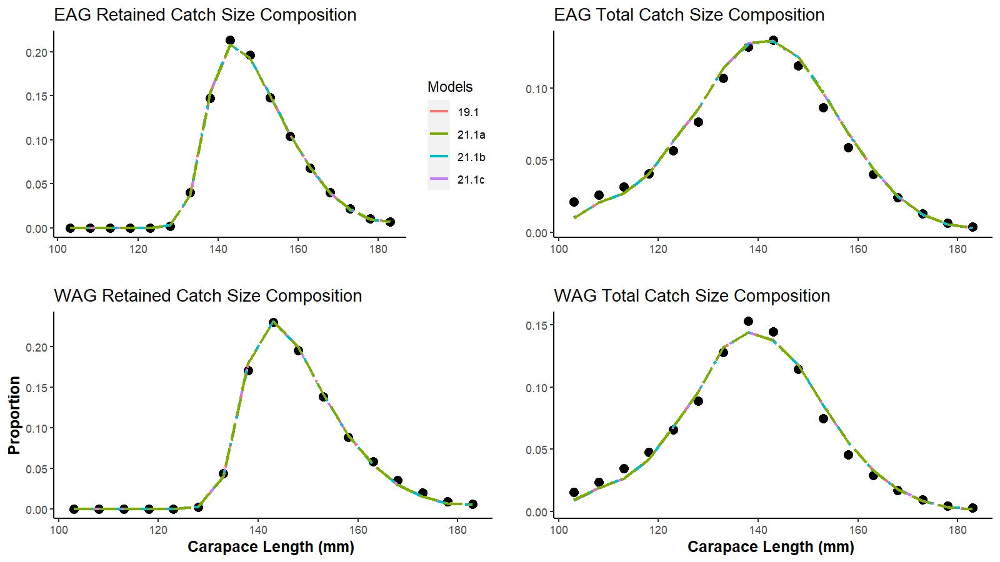 EAG Retained Catch Size Composition
0.20
0.15
0.10
0.05
0.00
100 120 140 160 180
Models
19.1
21.1a
21.1b
21.1c
EAG Total Catch Size Composition
0.10
0.05
0.00
100 120 140 160 180
WAG Retained Catch Size Composition
Proportion
0.20
0.15
0.10
0.05
0.00
100 120 140 160 180
Carapace Length (mm)
WAG Total Catch Size Composition
0.15
0.10
0.05
0.00
100 120 140 160 180
Carapace Length (mm)